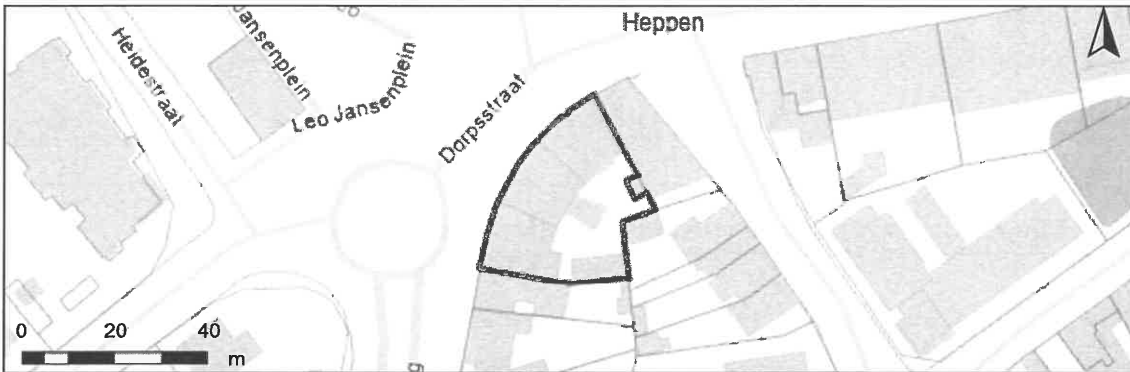 Heppen
Heidestraat
Jansenplein
Leo Jansenplein
Dorpsstraat
0 20 40
m